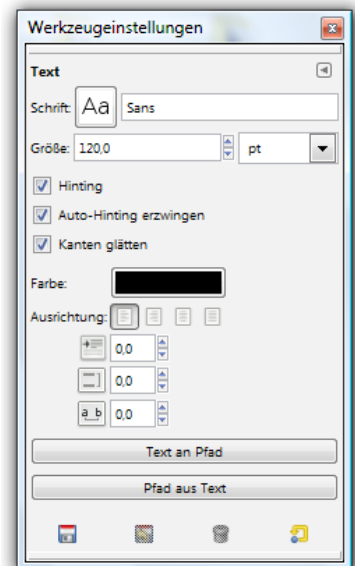 Werkzeugeinstellungen
Text
Schrift: Aa Sans
Größe: 120,0 pt
Hinting
Auto-Hinting erzwingen
Kanten glätten
Farbe:
Ausrichtung:
0,0
0,0
a_b 0,0
Text an Pfad
Pfad aus Text